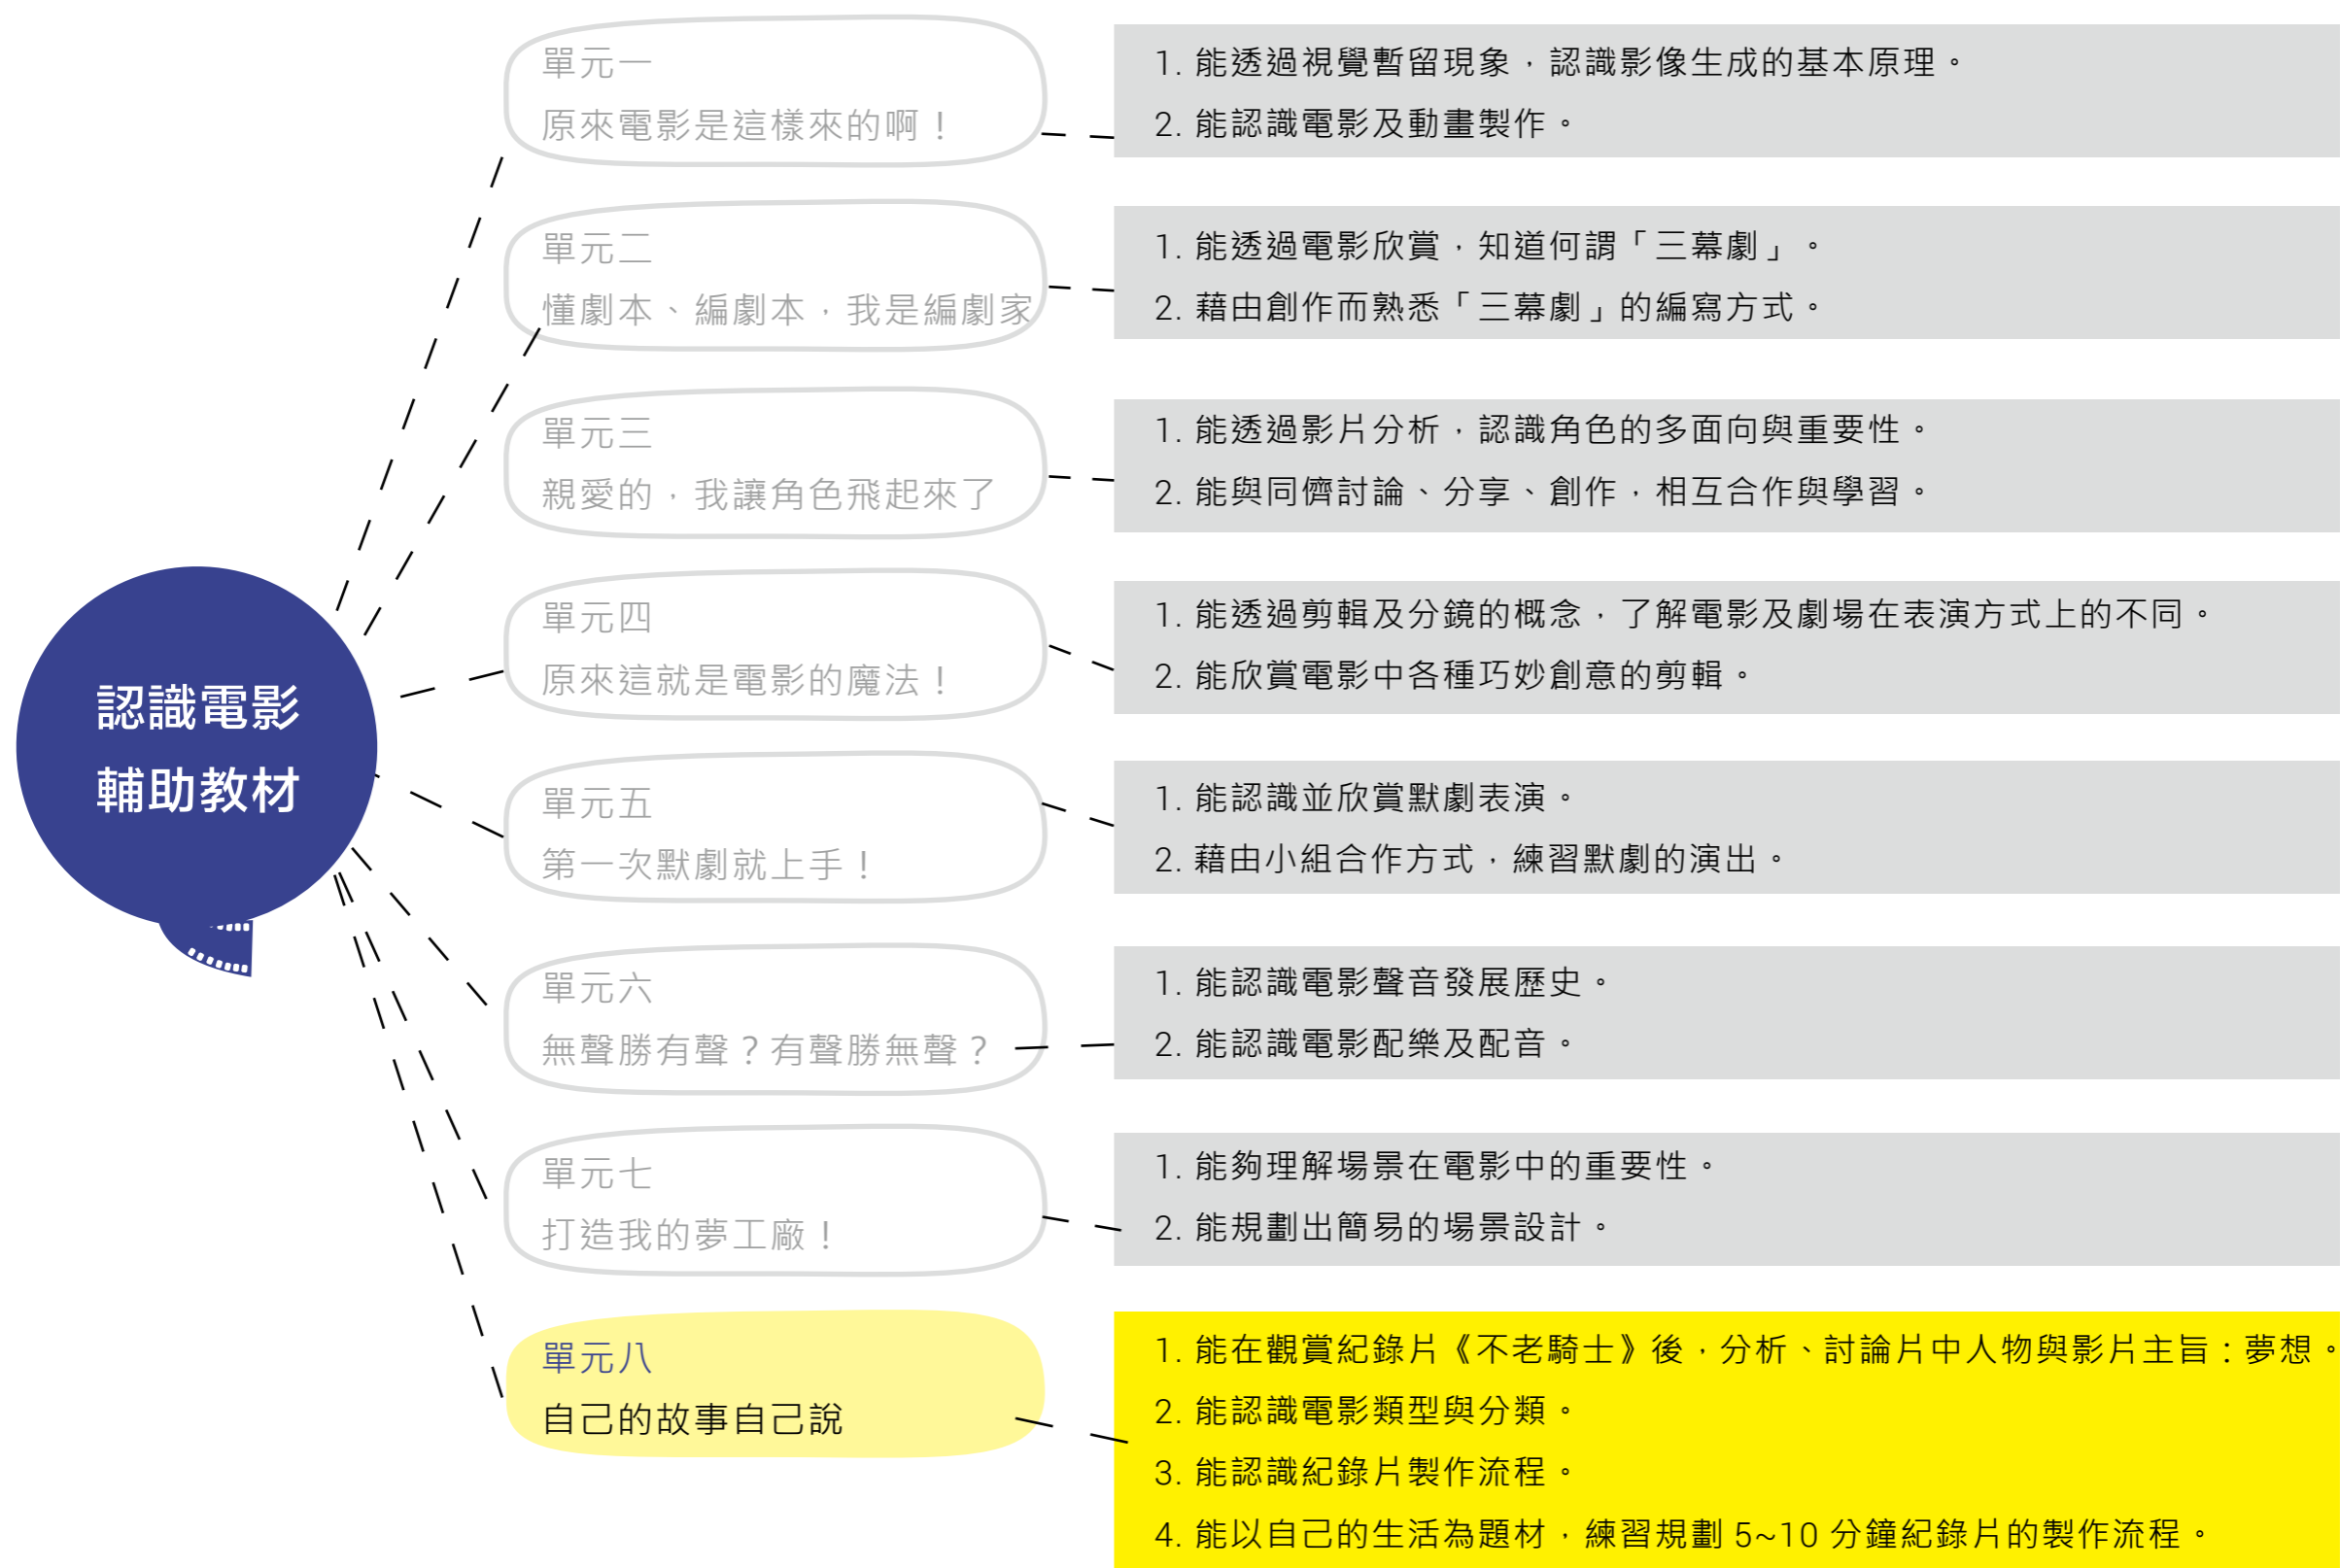 認識電影
輔助教材
單元一
原來電影是這樣來的啊！
1. 能透過視覺暫留現象，認識影像生成的基本原理。
2. 能認識電影及動畫製作。
單元二
懂劇本、編劇本，我是編劇家
1. 能透過電影欣賞，知道何謂「三幕劇」。
2. 藉由創作而熟悉「三幕劇」的編寫方式。
單元三
親愛的，我讓角色飛起來了
1. 能透過影片分析，認識角色的多面向與重要性。
2. 能與同儕討論、分享、創作，相互合作與學習。
單元四
原來這就是電影的魔法！
1. 能透過剪輯及分鏡的概念，了解電影及劇場在表演方式上的不同。
2. 能欣賞電影中各種巧妙創意的剪輯。
單元五
第一次默劇就上手！
1. 能認識並欣賞默劇表演。
2. 藉由小組合作方式，練習默劇的演出。
單元六
無聲勝有聲？有聲勝無聲？
1. 能認識電影聲音發展歷史。
2. 能認識電影配樂及配音。
單元七
打造我的夢工廠！
1. 能夠理解場景在電影中的重要性。
2. 能規劃出簡易的場景設計。
單元八
自己的故事自己說
1. 能在觀賞紀錄片《不老騎士》後，分析、討論片中人物與影片主旨：夢想。
2. 能認識電影類型與分類。
3. 能認識紀錄片製作流程。
4. 能以自己的生活為題材，練習規劃 5~10 分鐘紀錄片的製作流程。